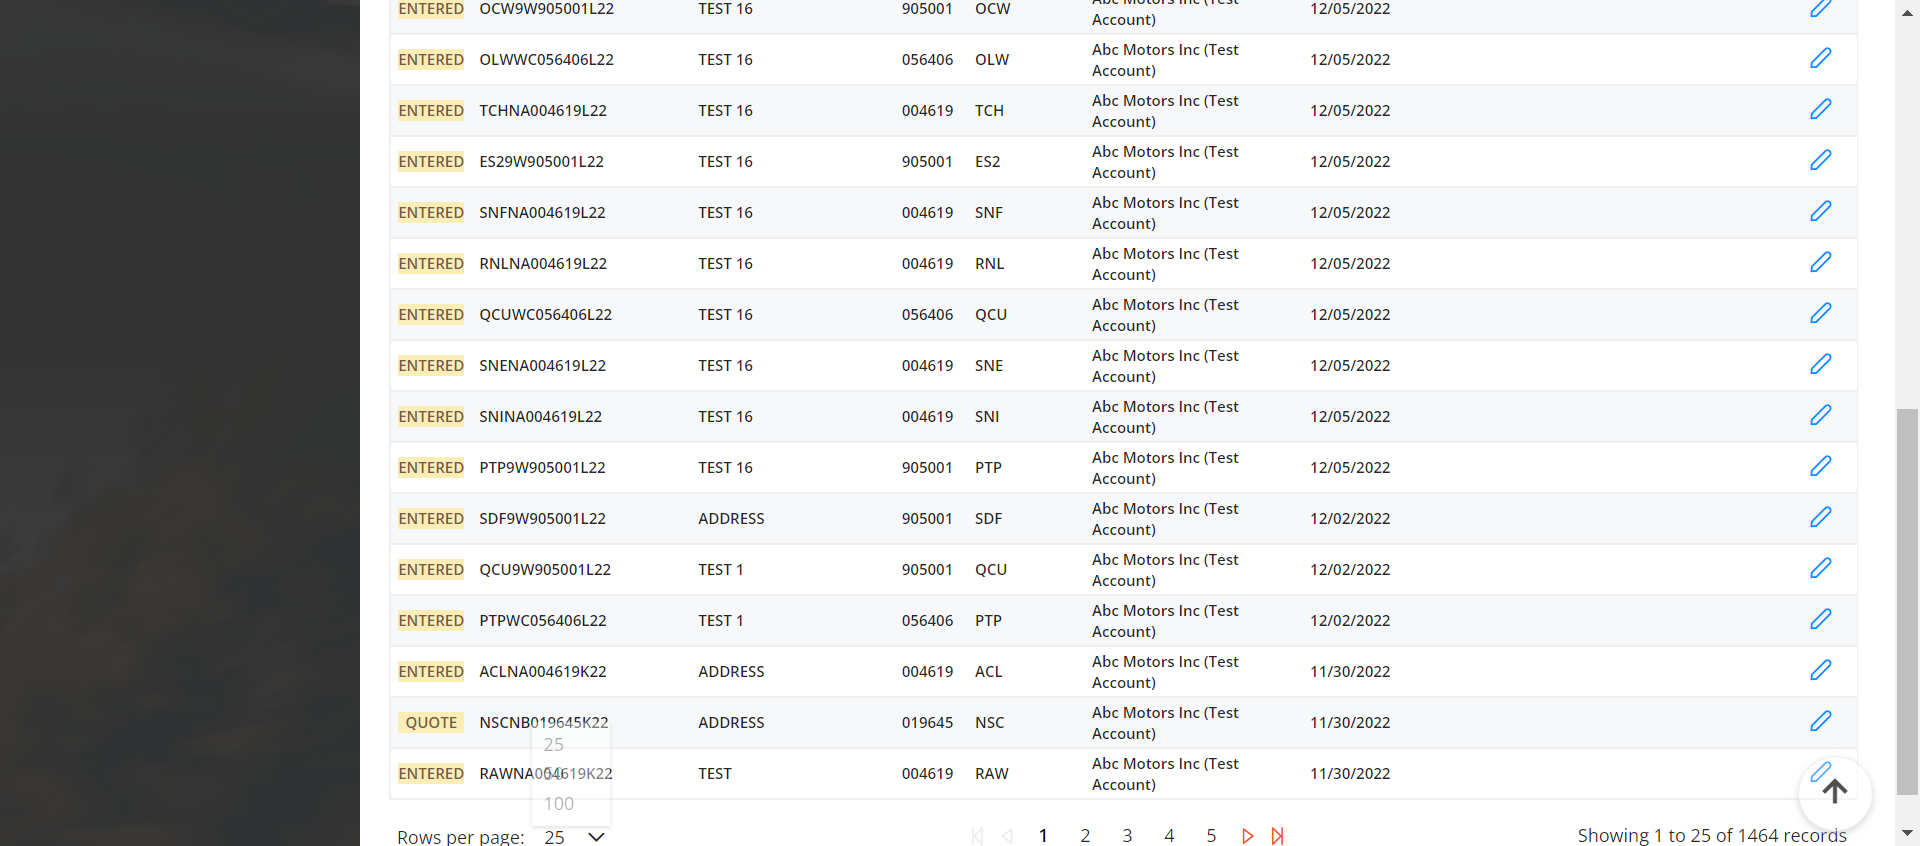 ENTERED OCW9W905001L22 TEST 16 905001 OCW Abc Motors Inc (Test
Account) 12/05/2022
ENTERED OLWWC056406L22 TEST 16 056406 OLW Abc Motors Inc (Test
Account) 12/05/2022
ENTERED TCHNA004619L22 TEST 16 004619 TCH Abc Motors Inc (Test
Account) 12/05/2022
ENTERED ES29W905001L22 TEST 16 905001 ES2 Abc Motors Inc (Test
Account) 12/05/2022
ENTERED SNFNA004619L22 TEST 16 004619 SNF Abc Motors Inc (Test
Account) 12/05/2022
ENTERED RNLNA004619L22 TEST 16 004619 RNL Abc Motors Inc (Test
Account) 12/05/2022
ENTERED QCUWC056406L22 TEST 16 056406 QCU Abc Motors Inc (Test
Account) 12/05/2022
ENTERED SNENA004619L22 TEST 16 004619 SNE Abc Motors Inc (Test
Account) 12/05/2022
ENTERED SNINA004619L22 TEST 16 004619 SNI Abc Motors Inc (Test
Account) 12/05/2022
ENTERED PTP9W905001L22 TEST 16 905001 PTP Abc Motors Inc (Test
Account) 12/05/2022
ENTERED SDF9W905001L22 ADDRESS 905001 SDF Abc Motors Inc (Test
Account) 12/02/2022
ENTERED QCU9W905001L22 TEST 1 905001 QCU Abc Motors Inc (Test
Account) 12/02/2022
ENTERED PTPWC056406L22 TEST 1 056406 PTP Abc Motors Inc (Test
Account) 12/02/2022
ENTERED ACLNA004619K22 ADDRESS 004619 ACL Abc Motors Inc (Test
Account) 11/30/2022
QUOTE NSCNB019645K22 ADDRESS 019645 NSC Abc Motors Inc (Test
Account) 11/30/2022
ENTERED RAWNA004619K22 TEST 004619 RAW Abc Motors Inc (Test
Account) 11/30/2022
25
50
100
Rows per page: 25
1 2 3 4 5
Showing 1 to 25 of 1464 records